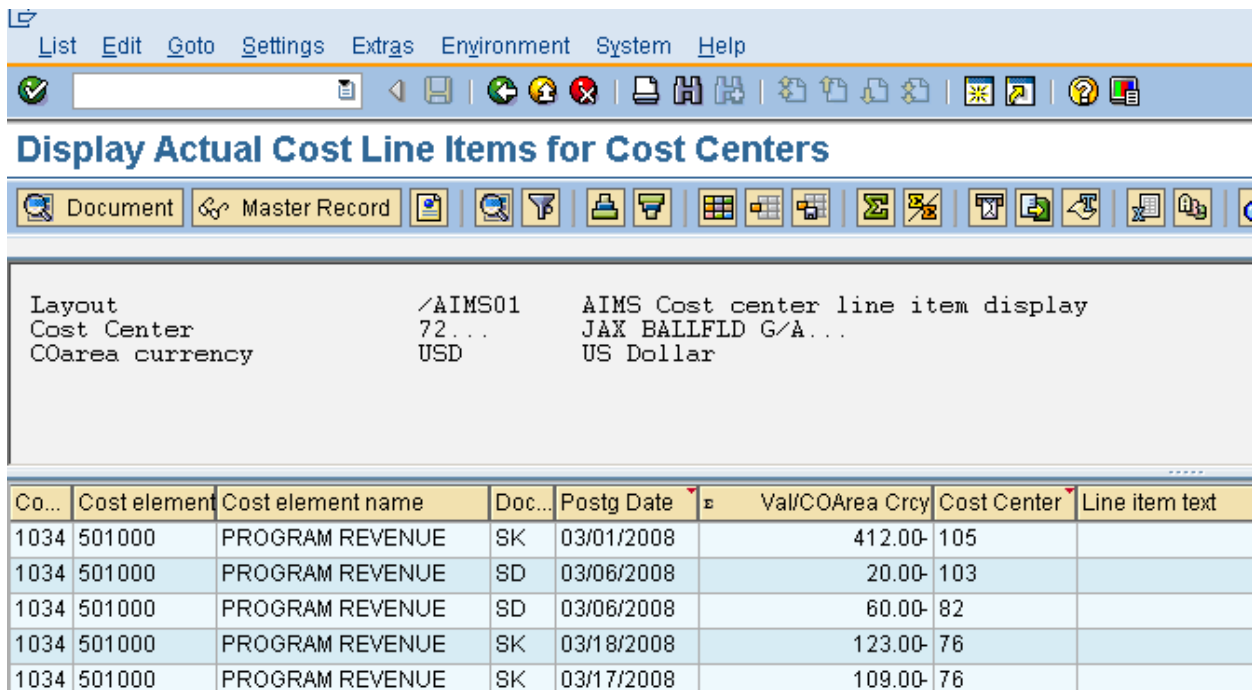 List Edit Goto Settings Extras Environment System Help
Display Actual Cost Line Items for Cost Centers
Document Master Record
Layout /AIMS01 AIMS Cost center line item display
Cost Center 72... JAX BALLFLD G/A...
COarea currency USD US Dollar
Co... Cost element Cost element name Doc... Postg Date Σ Val/COArea Crcy Cost Center Line item text
1034 501000 PROGRAM REVENUE SK 03/01/2008 412.00- 105
1034 501000 PROGRAM REVENUE SD 03/06/2008 20.00- 103
1034 501000 PROGRAM REVENUE SD 03/06/2008 60.00- 82
1034 501000 PROGRAM REVENUE SK 03/18/2008 123.00- 76
1034 501000 PROGRAM REVENUE SK 03/17/2008 109.00- 76